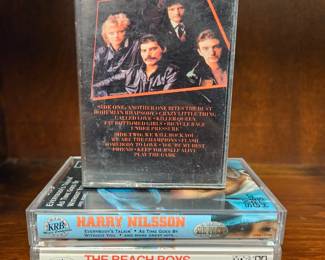 SIDE ONE: ANOTHER ONE BITES THE DUST
BOHEMIAN RHAPSODY • CRAZY LITTLE THING
CALLED LOVE • KILLER QUEEN
FAT BOTTOMED GIRLS • BICYCLE RACE
UNDER PRESSURE
SIDE TWO: WE WILL ROCK YOU
WE ARE THE CHAMPIONS • FLASH
SOMEBODY TO LOVE • YOU'RE MY BEST
FRIEND • KEEP YOURSELF ALIVE
PLAY THE GAME
KRB
HARRY NILSSON
EVERYBODY'S TALKIN' • AS TIME GOES BY
WITHOUT YOU • AND MORE GREAT HITS
THE BEACH BOYS